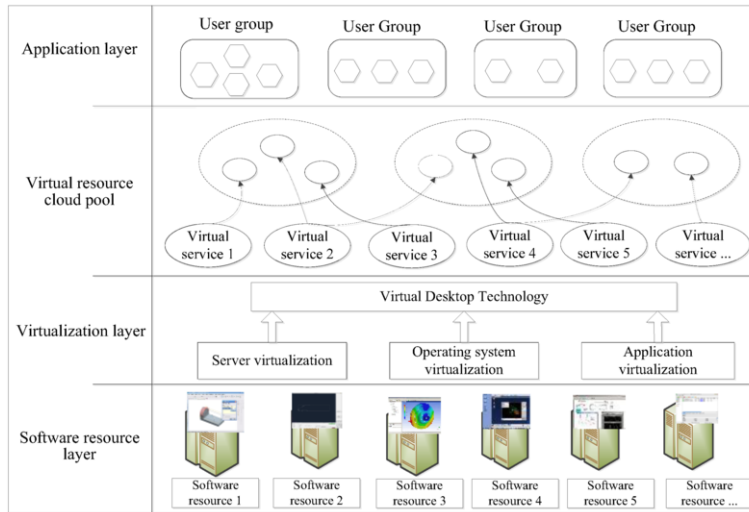 User group
User Group
User Group
User Group
Application layer
Virtual resource
cloud pool
Virtual
service 1
Virtual
service 2
Virtual
service 3
Virtual
service 4
Virtual
service 5
Virtual
service ...
Virtualization layer
Virtual Desktop Technology
Server virtualization
Operating system
virtualization
Application
virtualization
Software resource
layer
Software
resource 1
Software
resource 2
Software
resource 3
Software
resource 4
Software
resource 5
Software
resource ...